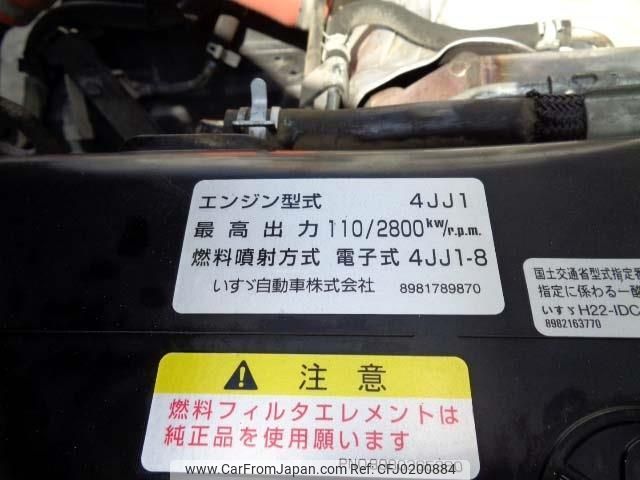 エンジン型式 4JJ1
最高出力 110/2800kW/r.p.m.
燃料噴射方式 電子式 4JJ1-8
いすゞ自動車株式会社 8981789870
国土交通省型式指定番
指定に係わる一酸
いすゞH22-IDC
8982163770
注意
燃料フィルタエレメントは
純正品を使用願います
www.CarFromJapan.com - CFJ0200884